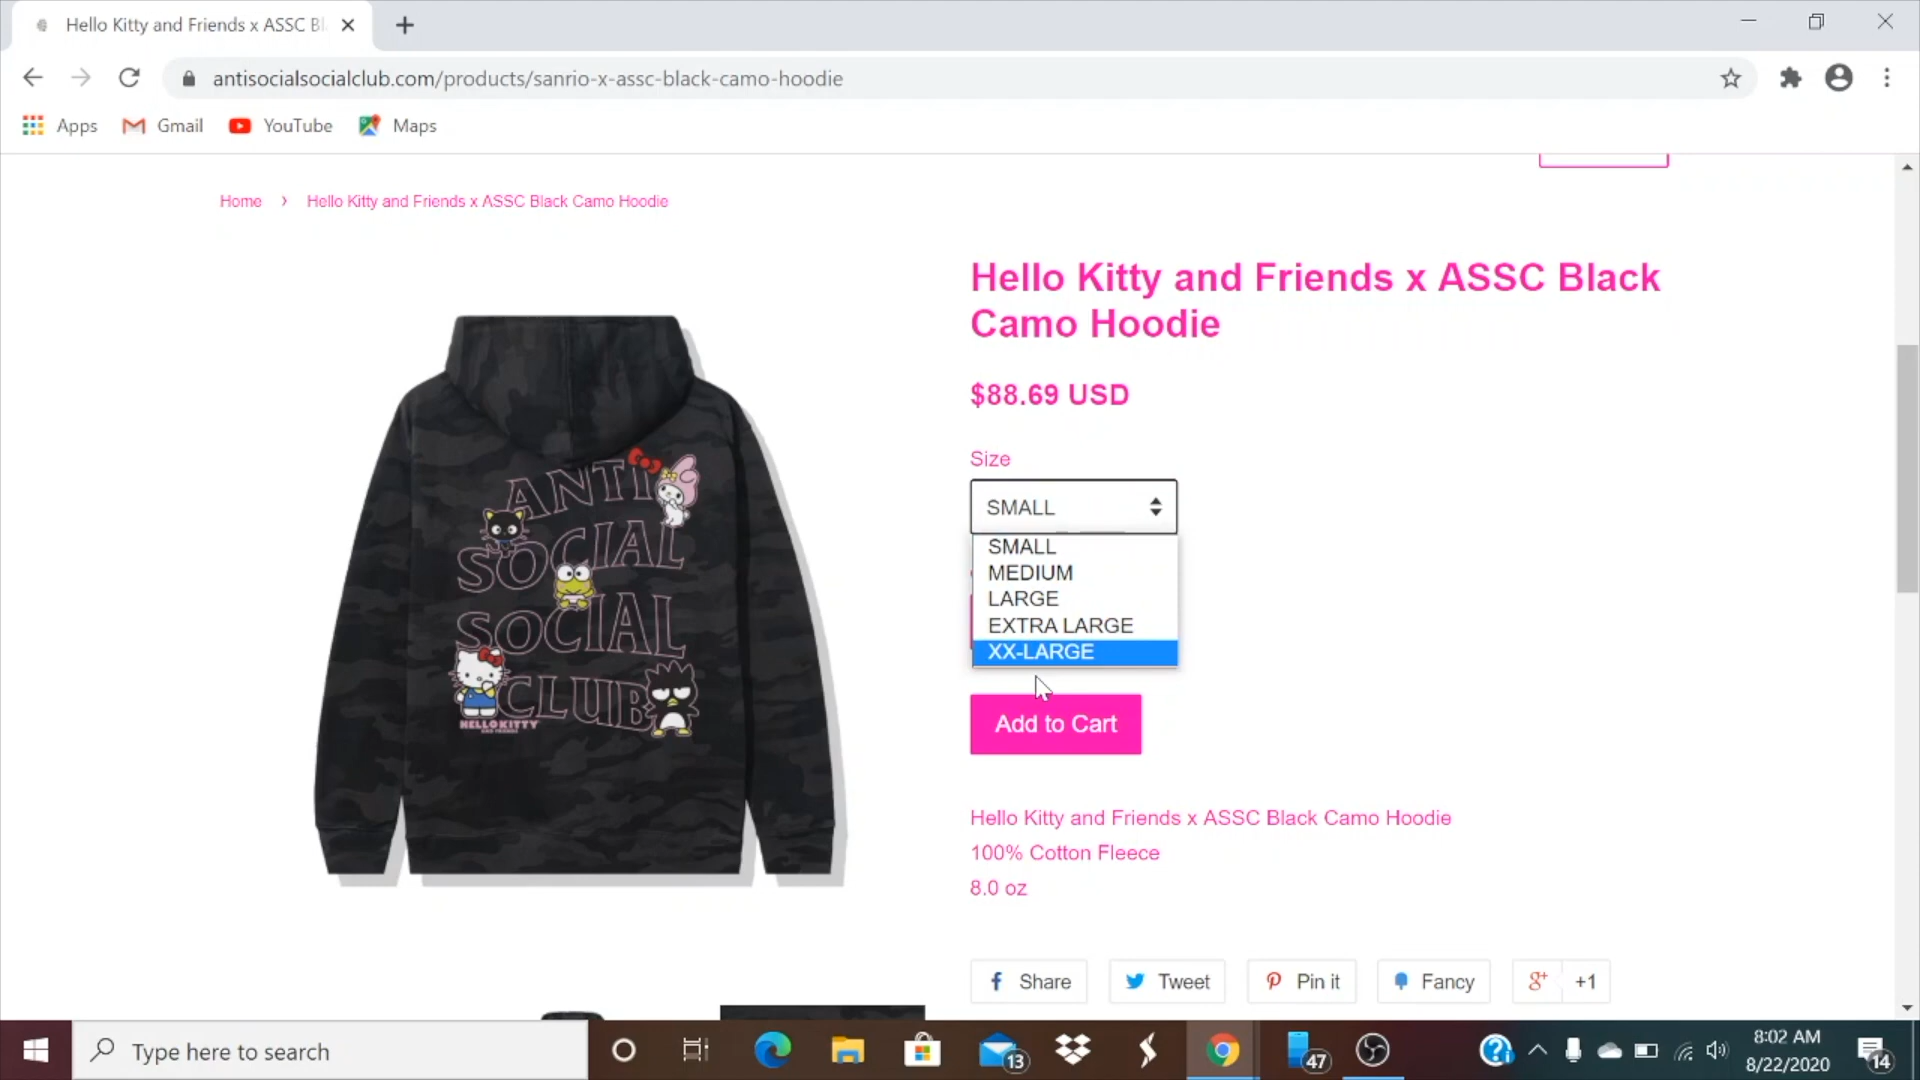 Hello Kitty and Friends x ASSC Bl
antisocialsocialclub.com/products/sanrio-x-assc-black-camo-hoodie
Apps Gmail YouTube Maps
Home › Hello Kitty and Friends x ASSC Black Camo Hoodie
Hello Kitty and Friends x ASSC Black
Camo Hoodie
$88.69 USD
Size
SMALL
SMALL
MEDIUM
LARGE
EXTRA LARGE
XX-LARGE
Add to Cart
Hello Kitty and Friends x ASSC Black Camo Hoodie
100% Cotton Fleece
8.0 oz
Share Tweet Pin it Fancy g+ +1
ANTI
SOCIAL
SOCIAL
CLUB
HELLO KITTY
AND FRIENDS
Type here to search
13
47
8:02 AM
8/22/2020
14